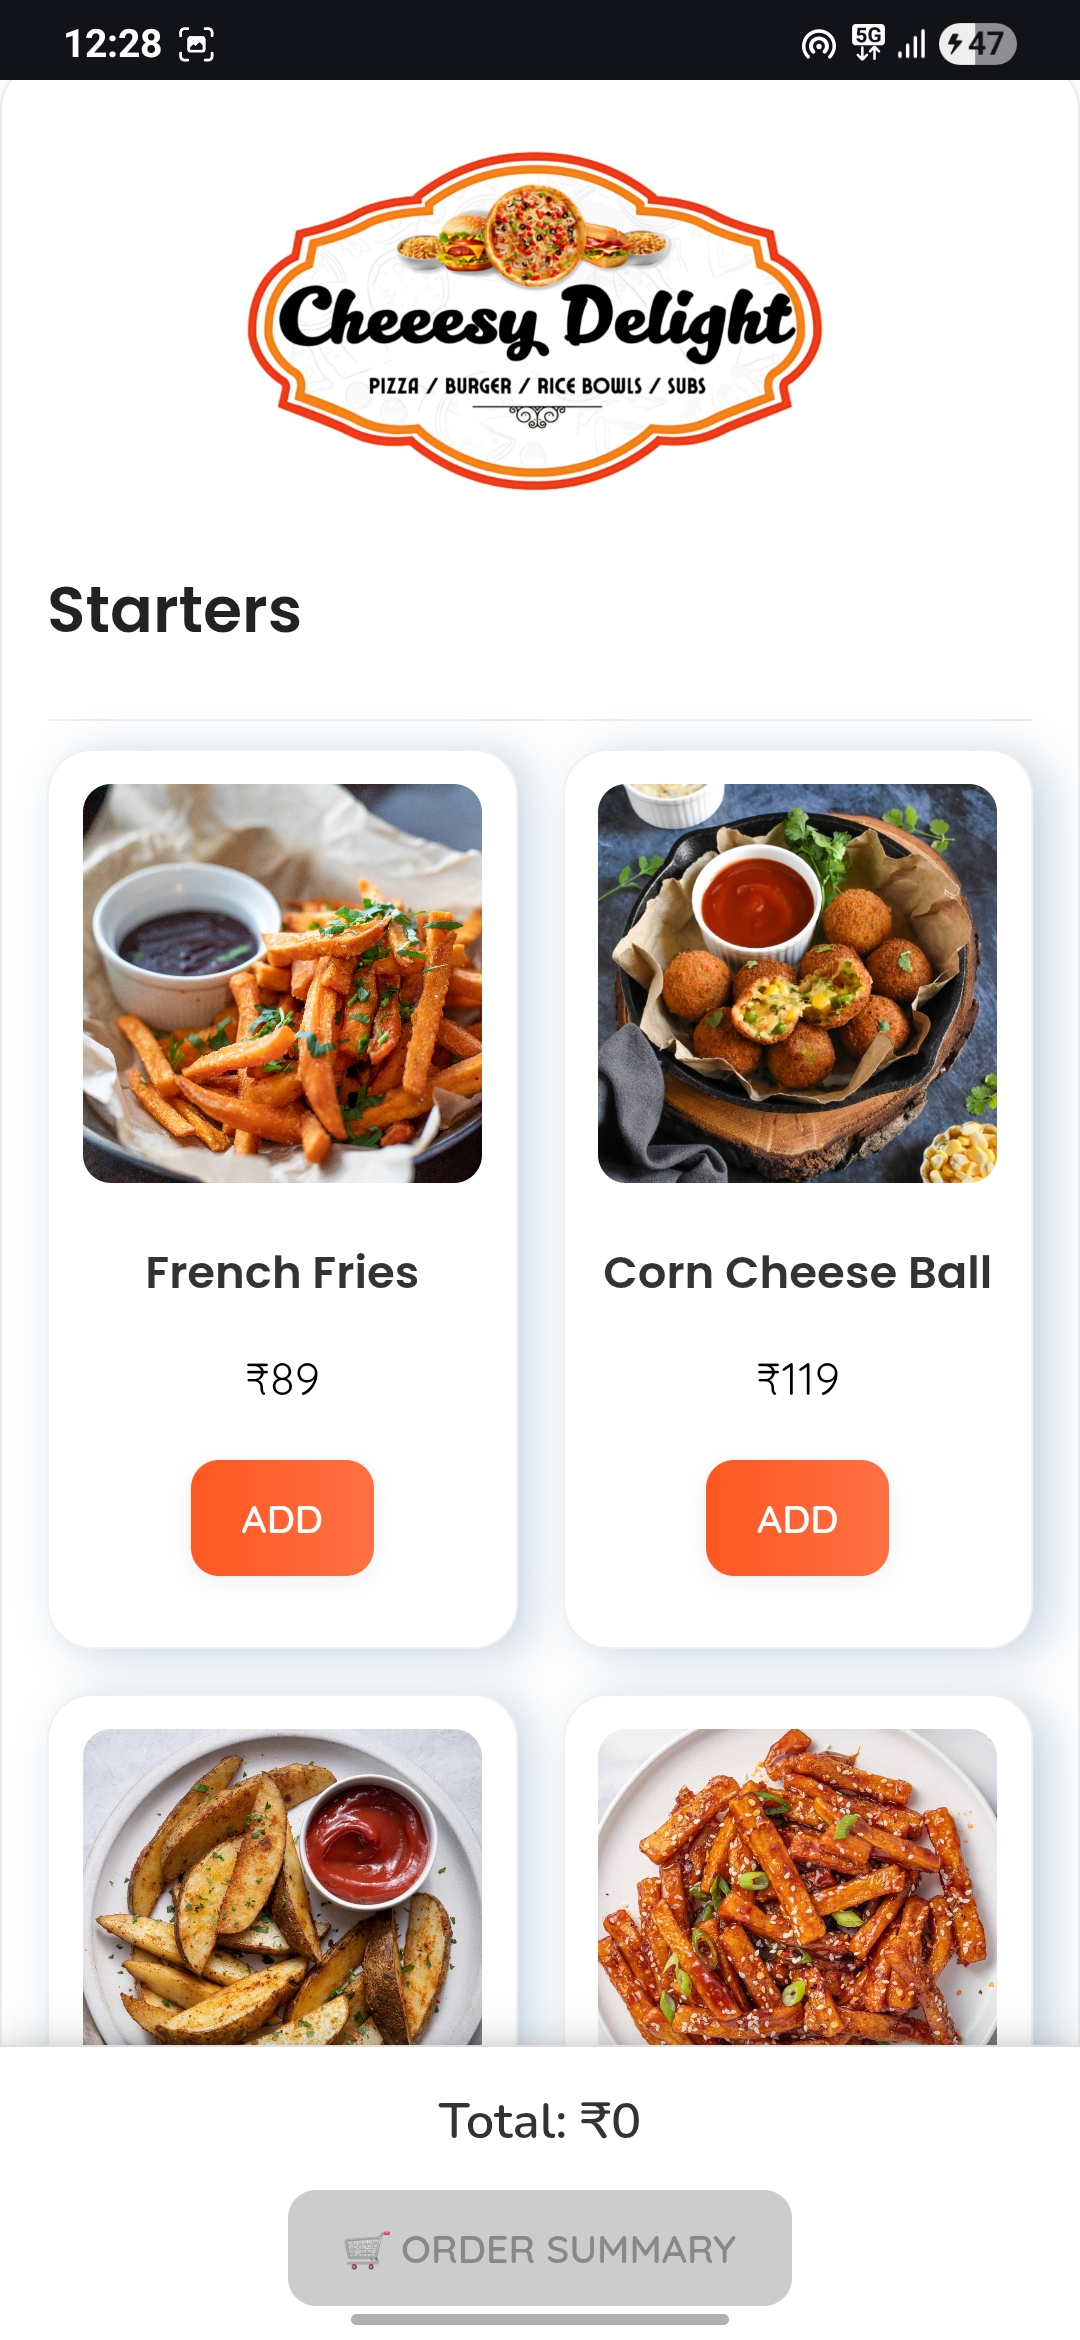 12:28
5G
47
Cheeesy Delight
PIZZA / BURGER / RICE BOWLS / SUBS
Starters
French Fries
Corn Cheese Ball
₹89
₹119
ADD
ADD
Total: ₹0
🛒 ORDER SUMMARY